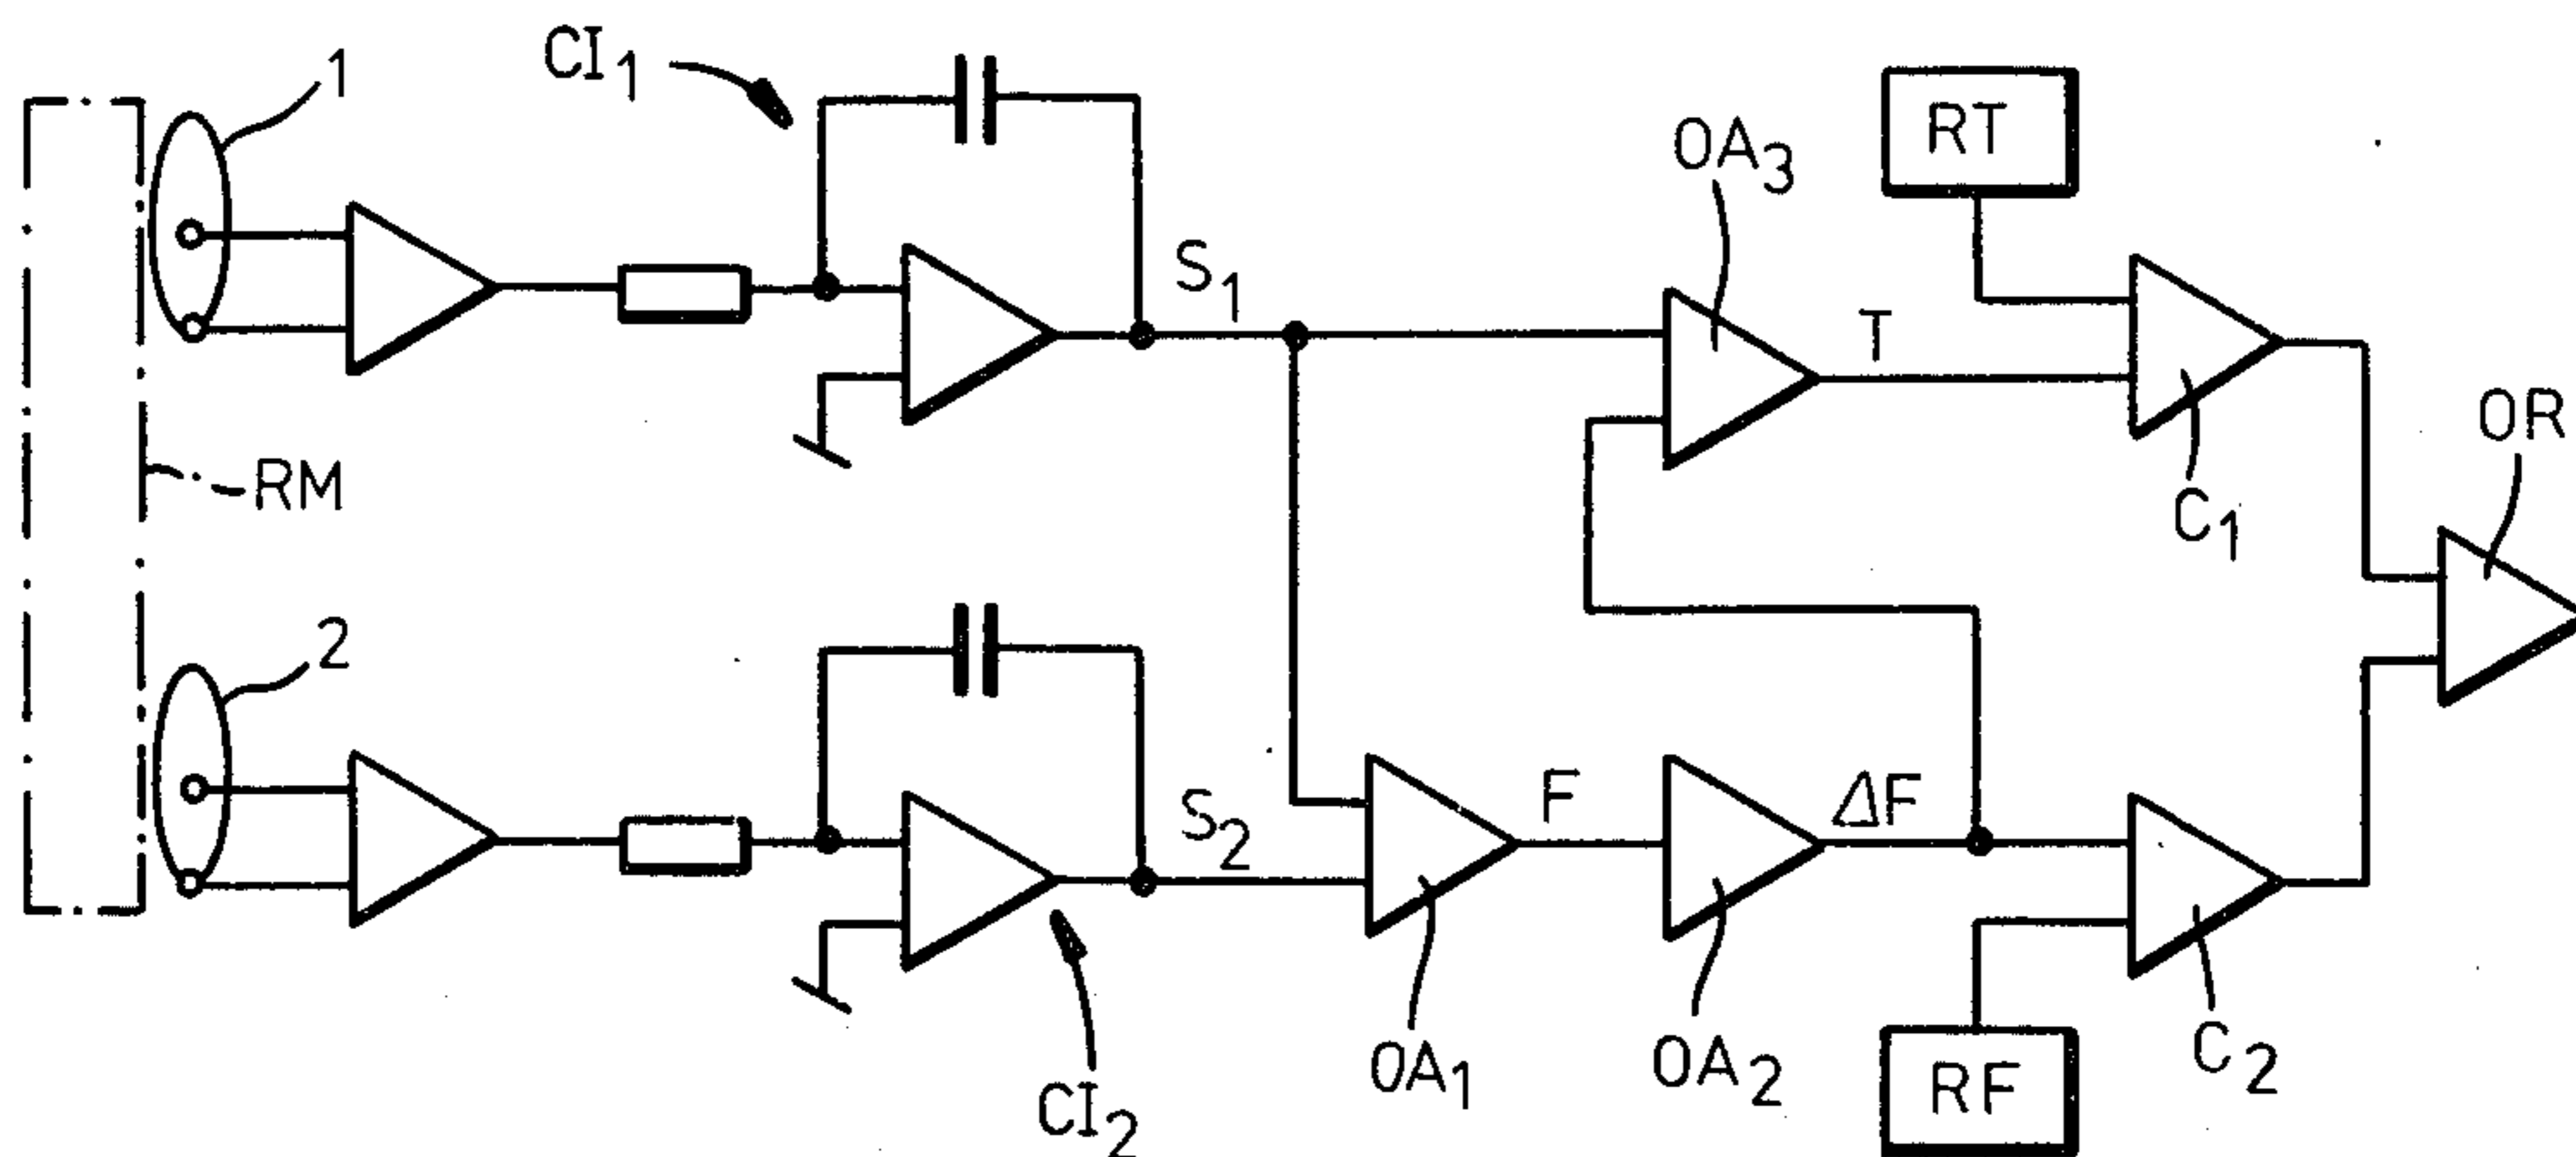 1
CI₁
RT
OA₃
S₁
T
OR
RM
C₁
2
S₂
F
ΔF
OA₁
OA₂
C₂
RF
CI₂